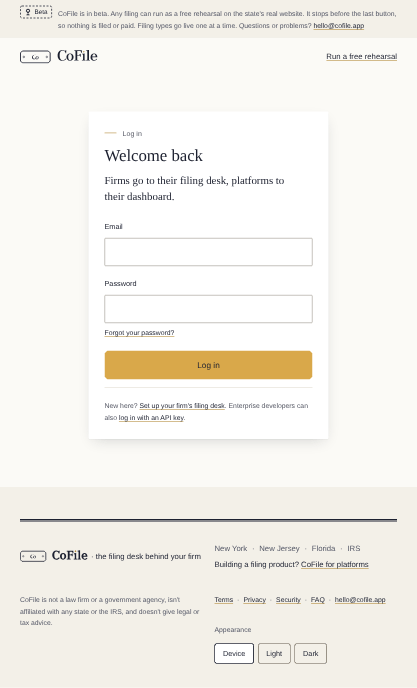 Beta
CoFile is in beta. Any filing can run as a free rehearsal on the state's real website. It stops before the last button,
so nothing is filed or paid. Filing types go live one at a time. Questions or problems? hello@cofile.app
Co CoFile
Run a free rehearsal
Log in
Welcome back
Firms go to their filing desk, platforms to
their dashboard.
Email
Password
Forgot your password?
Log in
New here? Set up your firm's filing desk. Enterprise developers can
also log in with an API key.
Co CoFile · the filing desk behind your firm
New York · New Jersey · Florida · IRS
Building a filing product? CoFile for platforms
CoFile is not a law firm or a government agency, isn't
affiliated with any state or the IRS, and doesn't give legal or
tax advice.
Terms · Privacy · Security · FAQ · hello@cofile.app
Appearance
Device Light Dark